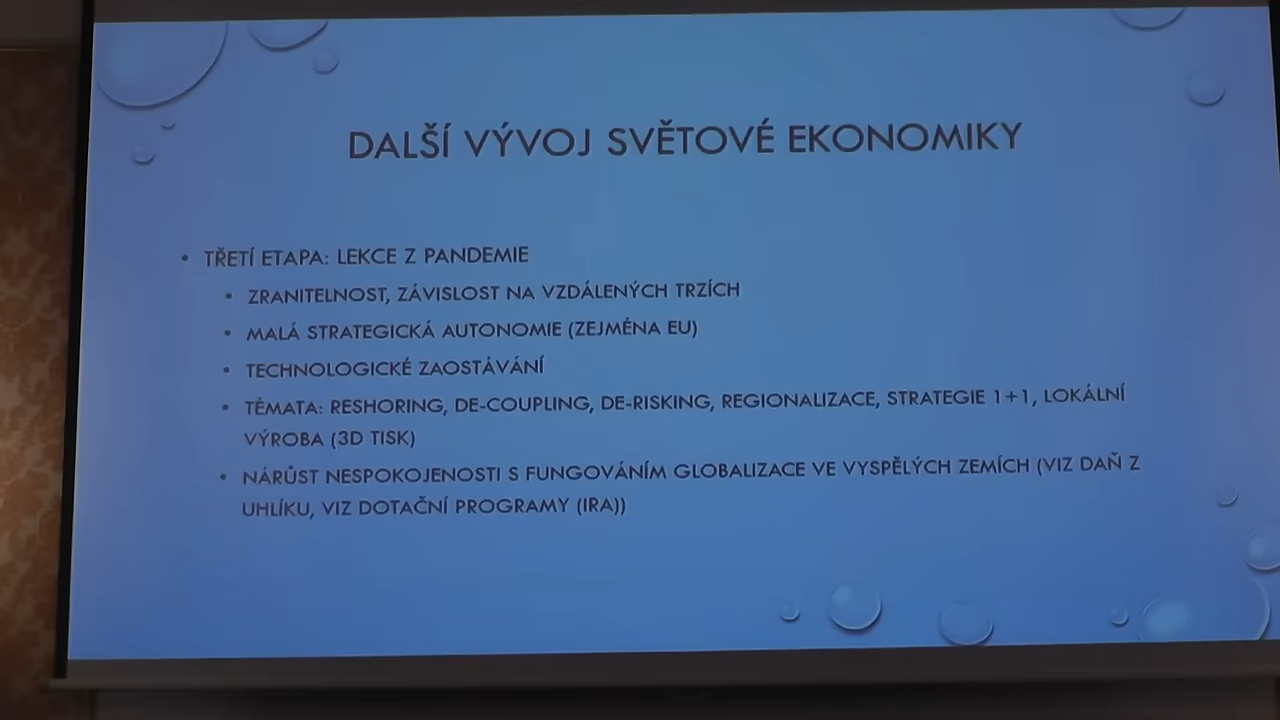 DALŠÍ VÝVOJ SVĚTOVÉ EKONOMIKY
• TŘETÍ ETAPA: LEKCE Z PANDEMIE
• ZRANITELNOST, ZÁVISLOST NA VZDÁLENÝCH TRZÍCH
• MALÁ STRATEGICKÁ AUTONOMIE (ZEJMÉNA EU)
• TECHNOLOGICKÉ ZAOSTÁVÁNÍ
• TÉMATA: RESHORING, DE-COUPLING, DE-RISKING, REGIONALIZACE, STRATEGIE 1+1, LOKÁLNÍ
VÝROBA (3D TISK)
• NÁRŮST NESPOKOJENOSTI S FUNGOVÁNÍM GLOBALIZACE VE VYSPĚLÝCH ZEMÍCH (VIZ DAŇ Z
UHLÍKU, VIZ DOTAČNÍ PROGRAMY (IRA))